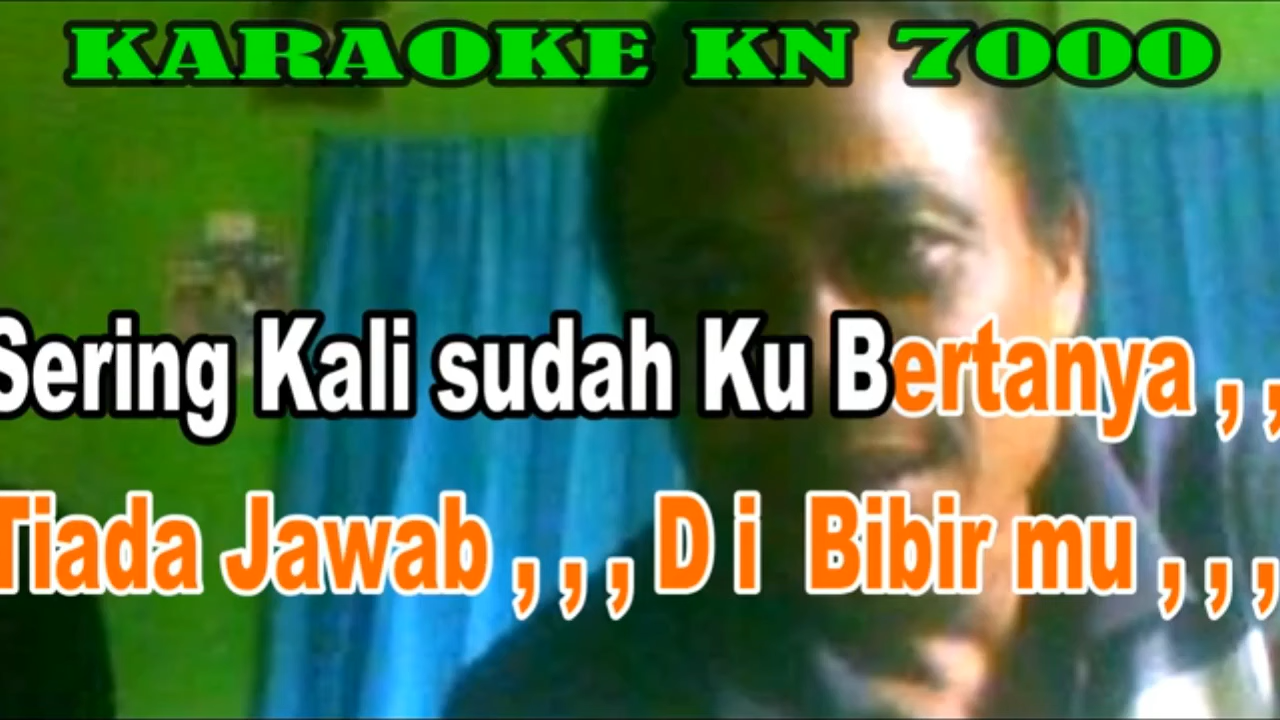 KARAOKE KN 7000
Sering Kali sudah Ku Bertanya , ,
Tiada Jawab , , , D i Bibir mu , , ,